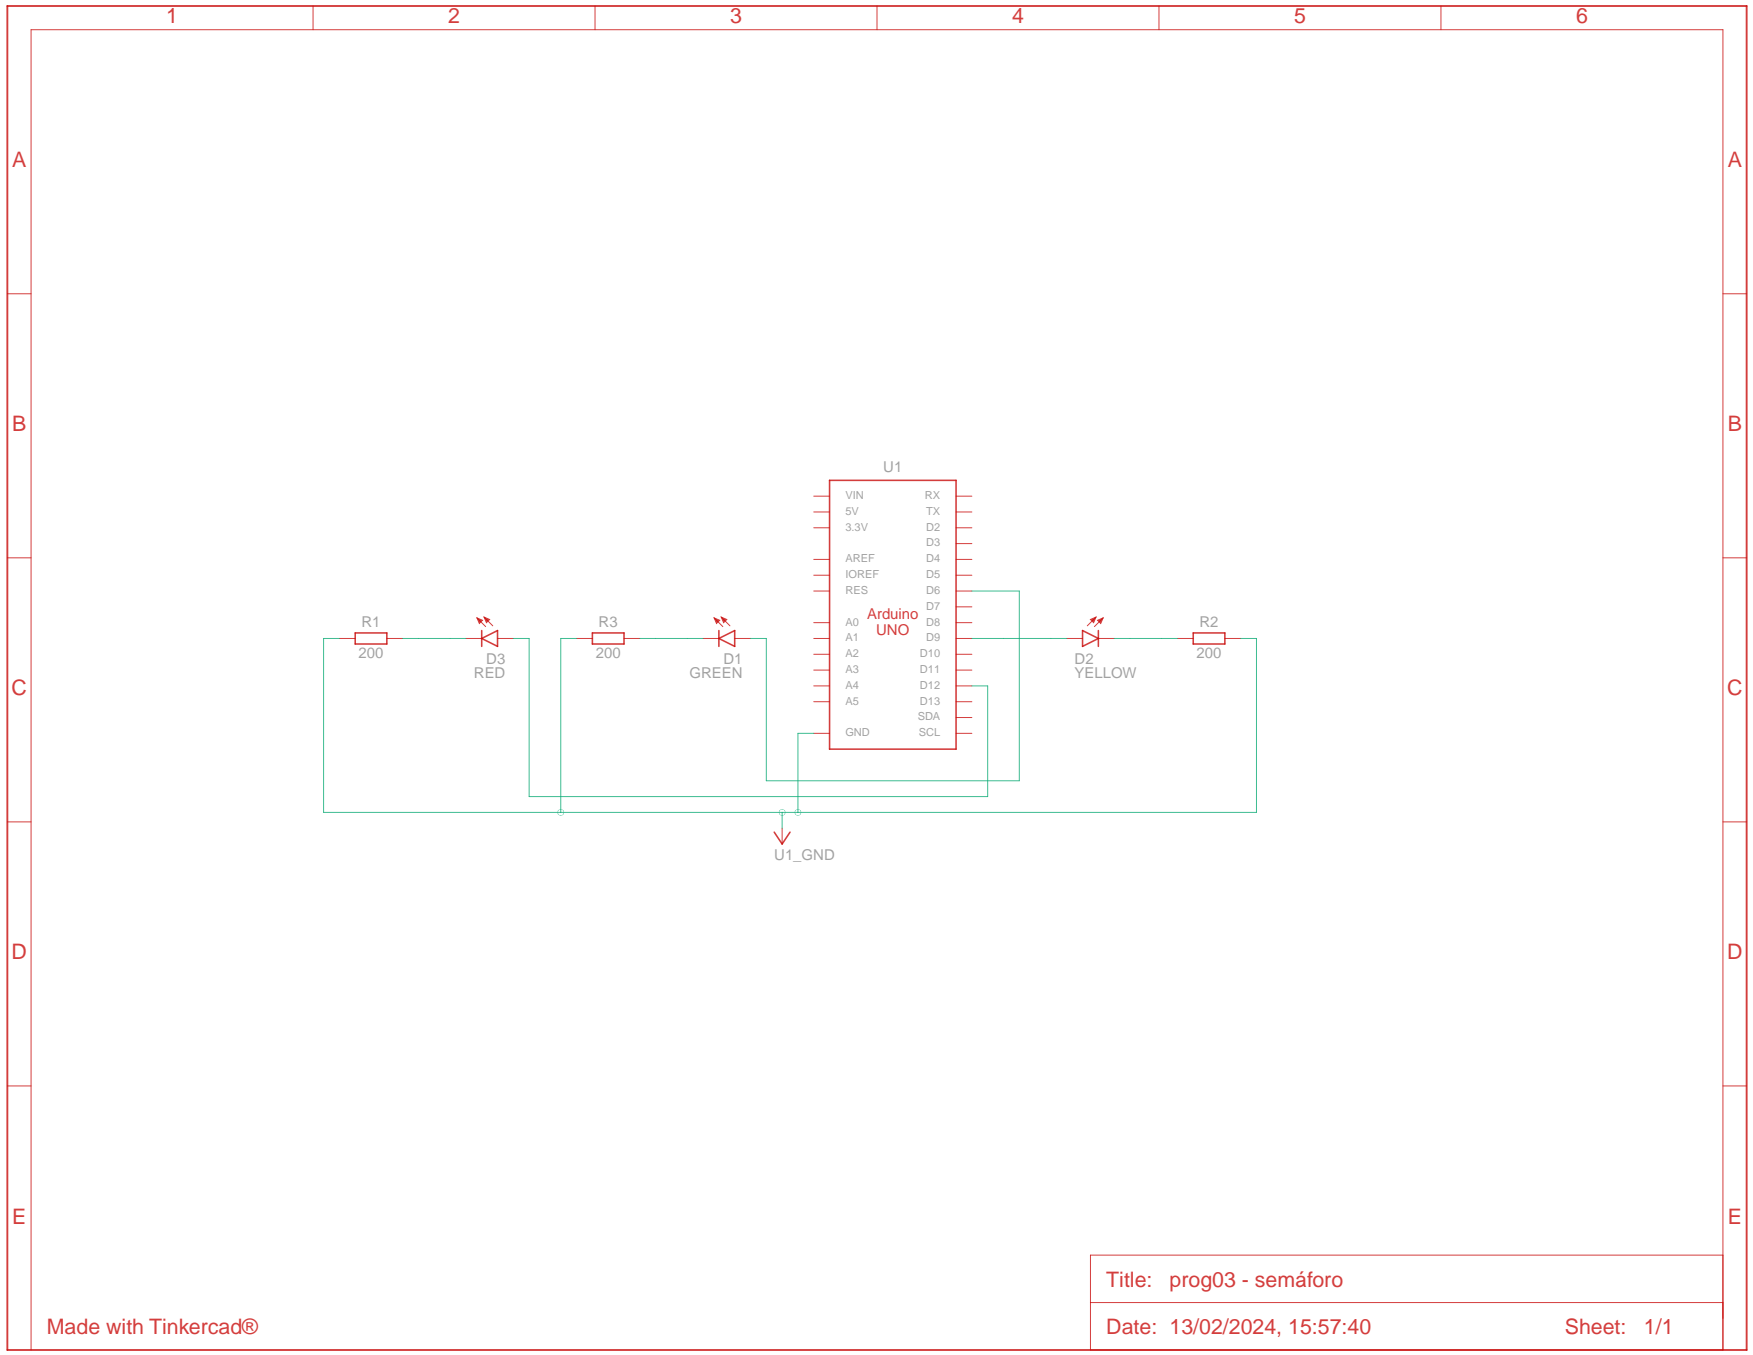 1 2 3 4 5 6
A A
B B
U1
VIN RX
5V TX
3.3V D2
D3
AREF D4
IOREF D5
RES D6
D7
A0 D8
A1 D9
A2 D10
A3 D11
A4 D12
A5 D13
SDA
GND SCL
Arduino
UNO
R1
200
D3
RED
R3
200
D1
GREEN
D2
YELLOW
R2
200
C C
U1_GND
D D
E E
Title: prog03 - semáforo
Made with Tinkercad®
Date: 13/02/2024, 15:57:40 Sheet: 1/1